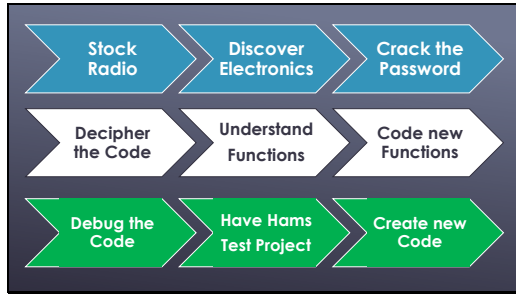 Stock
Radio
Discover
Electronics
Crack the
Password
Decipher
the Code
Understand
Functions
Code new
Functions
Debug the
Code
Have Hams
Test Project
Create new
Code